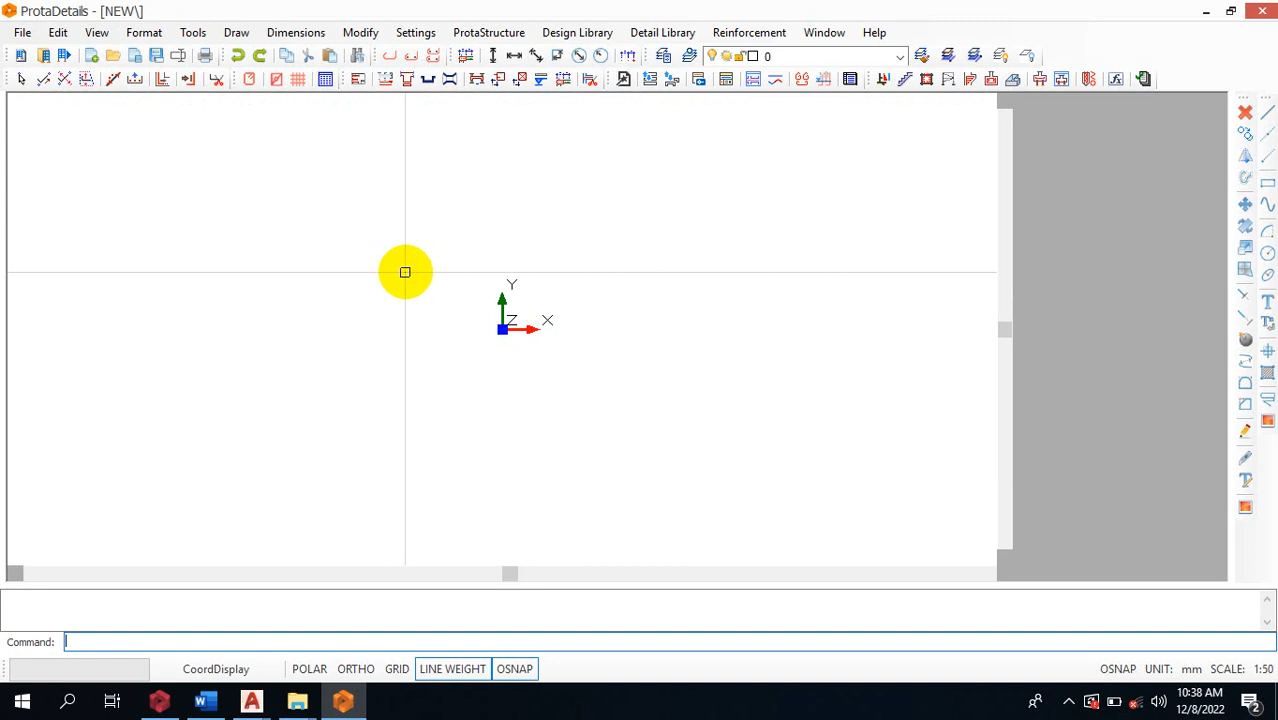 ProtaDetails - [NEW\]
File Edit View Format Tools Draw Dimensions Modify Settings ProtaStructure Design Library Detail Library Reinforcement Window Help
0
Y
Z X
Command:
CoordDisplay POLAR ORTHO GRID LINE WEIGHT OSNAP OSNAP UNIT: mm SCALE: 1:50
10:38 AM
12/8/2022
2